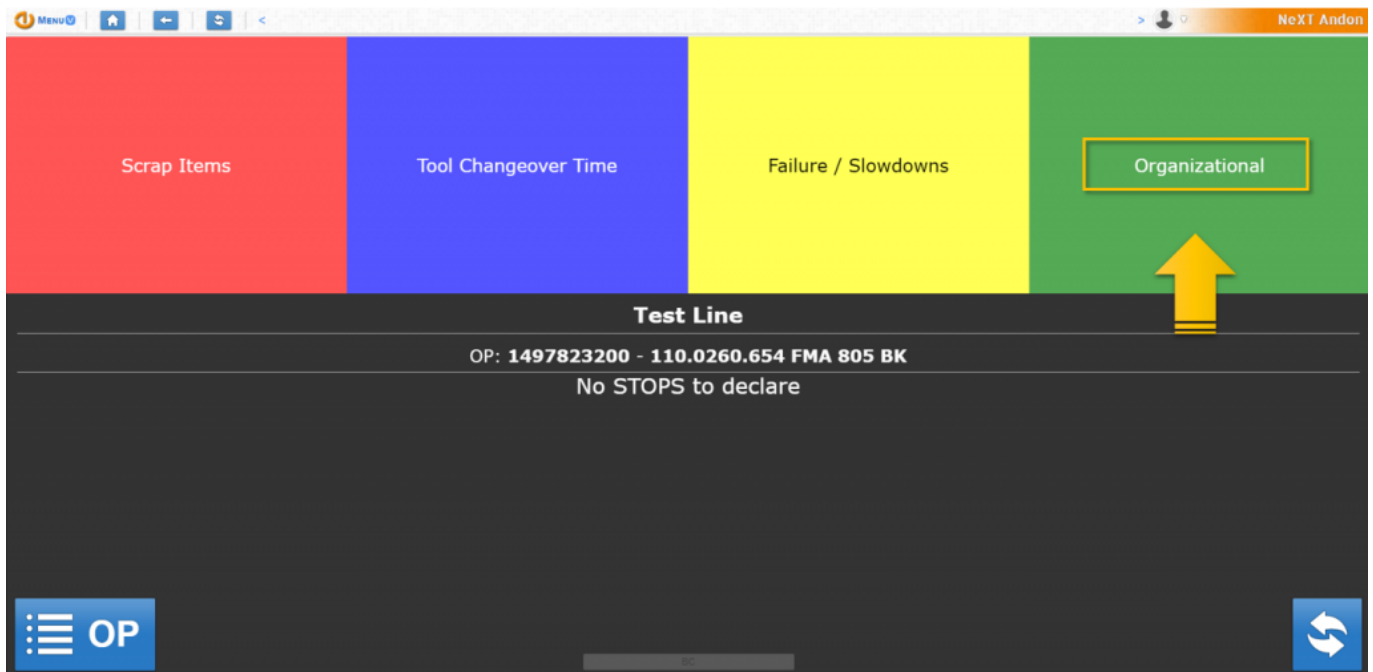 MENU
< > NeXT Andon
Scrap Items
Tool Changeover Time
Failure / Slowdowns
Organizational
Test Line
OP: 1497823200 - 110.0260.654 FMA 805 BK
No STOPS to declare
OP